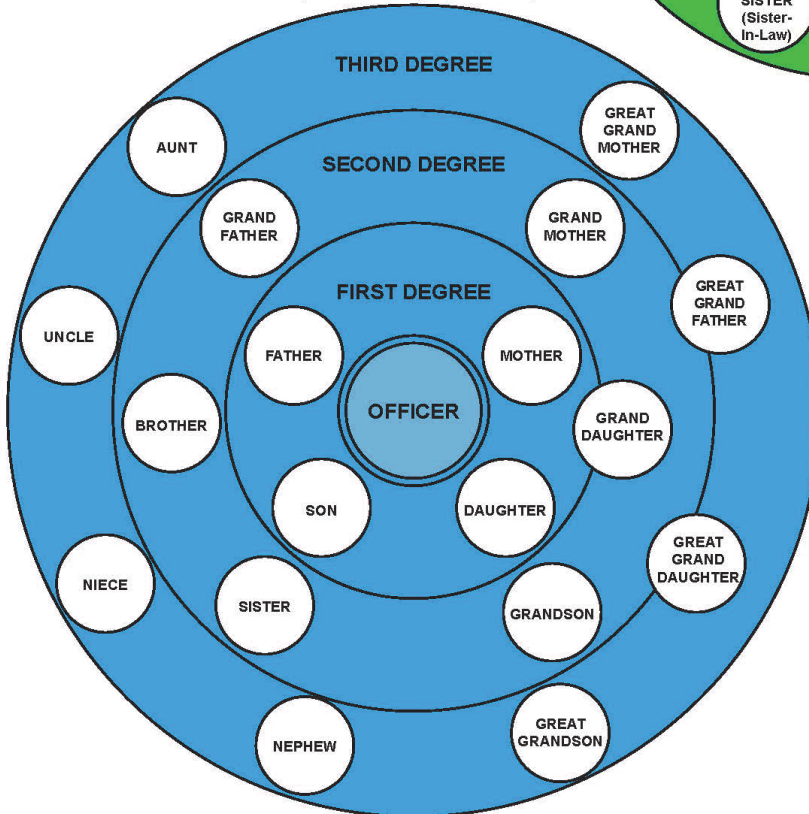 SISTER
(Sister-
In-Law)
THIRD DEGREE
GREAT
GRAND
MOTHER
AUNT
SECOND DEGREE
GRAND
FATHER
GRAND
MOTHER
FIRST DEGREE
GREAT
GRAND
FATHER
UNCLE
FATHER
MOTHER
OFFICER
BROTHER
GRAND
DAUGHTER
SON
DAUGHTER
GREAT
GRAND
DAUGHTER
NIECE
SISTER
GRANDSON
NEPHEW
GREAT
GRANDSON